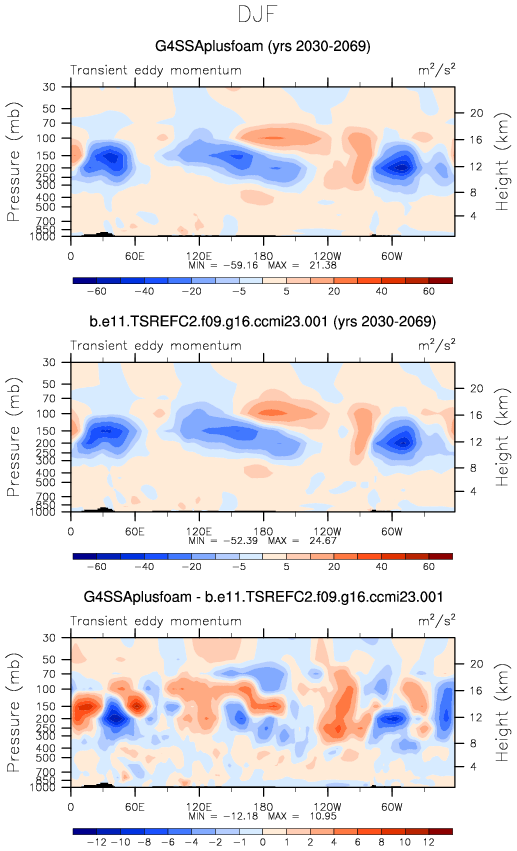 DJF
G4SSAplusfoam (yrs 2030-2069)
Transient eddy momentum m²/s²
Pressure (mb)
30
50
70
100
150
200
250
300
400
500
700
850
1000
20
16
12
8
4
Height (km)
0 60E 120E 180 120W 60W
MIN = -59.16 MAX = 21.38
-60 -40 -20 -5 5 20 40 60
b.e11.TSREFC2.f09.g16.ccmi23.001 (yrs 2030-2069)
Transient eddy momentum m²/s²
Pressure (mb)
30
50
70
100
150
200
250
300
400
500
700
850
1000
20
16
12
8
4
Height (km)
0 60E 120E 180 120W 60W
MIN = -52.39 MAX = 24.67
-60 -40 -20 -5 5 20 40 60
G4SSAplusfoam - b.e11.TSREFC2.f09.g16.ccmi23.001
Transient eddy momentum m²/s²
Pressure (mb)
30
50
70
100
150
200
250
300
400
500
700
850
1000
20
16
12
8
4
Height (km)
0 60E 120E 180 120W 60W
MIN = -12.18 MAX = 10.95
-12 -10 -8 -6 -4 -2 -1 0 1 2 4 6 8 10 12